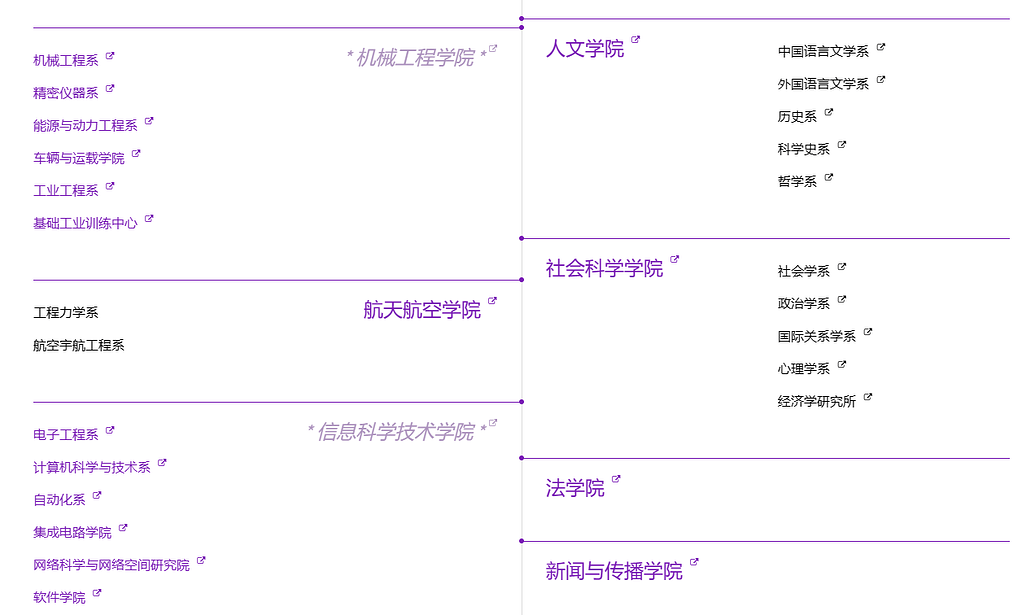 *机械工程学院*
机械工程系
精密仪器系
能源与动力工程系
车辆与运载学院
工业工程系
基础工业训练中心
航天航空学院
工程力学系
航空宇航工程系
*信息科学技术学院*
电子工程系
计算机科学与技术系
自动化系
集成电路学院
网络科学与网络空间研究院
软件学院
人文学院
中国语言文学系
外国语言文学系
历史系
科学史系
哲学系
社会科学学院
社会学系
政治学系
国际关系学系
心理学系
经济学研究所
法学院
新闻与传播学院